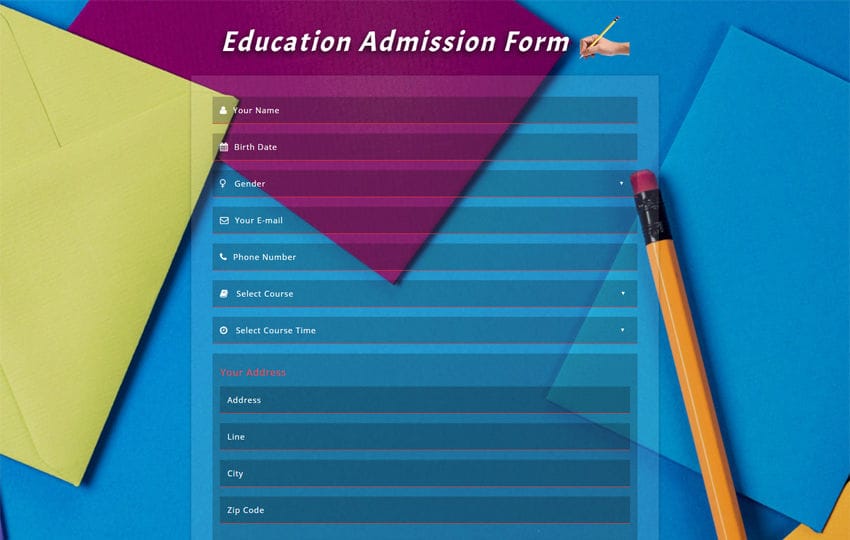 Education Admission Form
Your Name
Birth Date
Gender
Your E-mail
Phone Number
Select Course
Select Course Time
Your Address
Address
Line
City
Zip Code